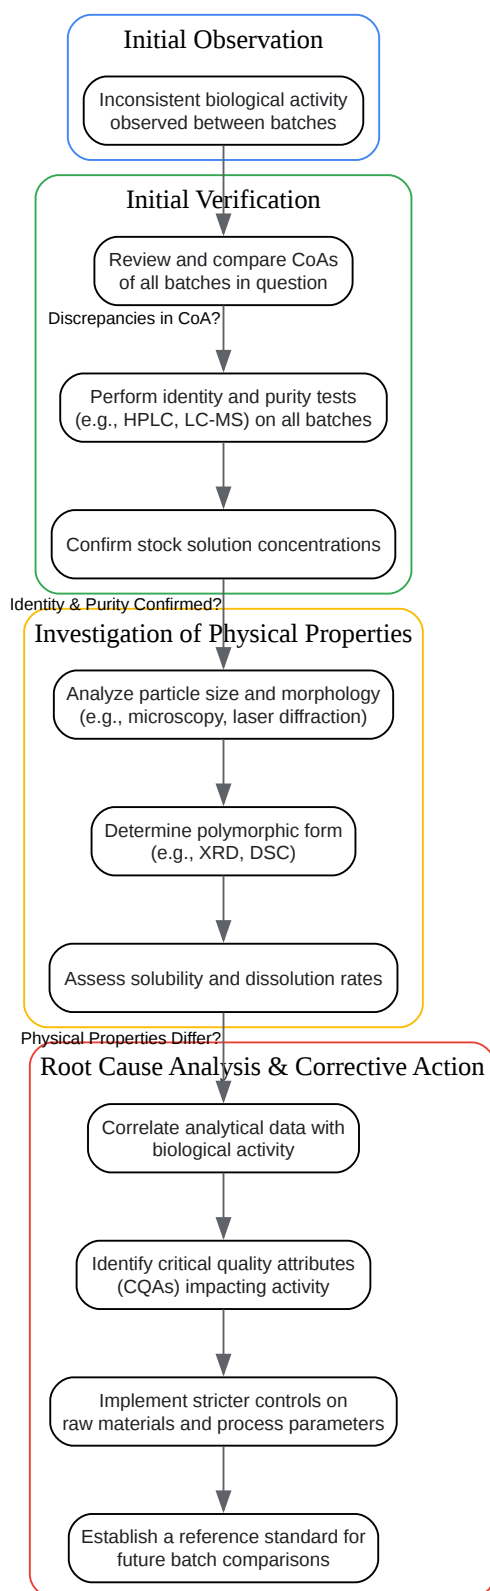 Initial Observation
Inconsistent biological activity
observed between batches
Initial Verification
Review and compare CoAs
of all batches in question
Discrepancies in CoA?
Perform identity and purity tests
(e.g., HPLC, LC-MS) on all batches
Confirm stock solution concentrations
Identity & Purity Confirmed?
Investigation of Physical Properties
Analyze particle size and morphology
(e.g., microscopy, laser diffraction)
Determine polymorphic form
(e.g., XRD, DSC)
Assess solubility and dissolution rates
Physical Properties Differ?
Root Cause Analysis & Corrective Action
Correlate analytical data with
biological activity
Identify critical quality attributes
(CQAs) impacting activity
Implement stricter controls on
raw materials and process parameters
Establish a reference standard for
future batch comparisons